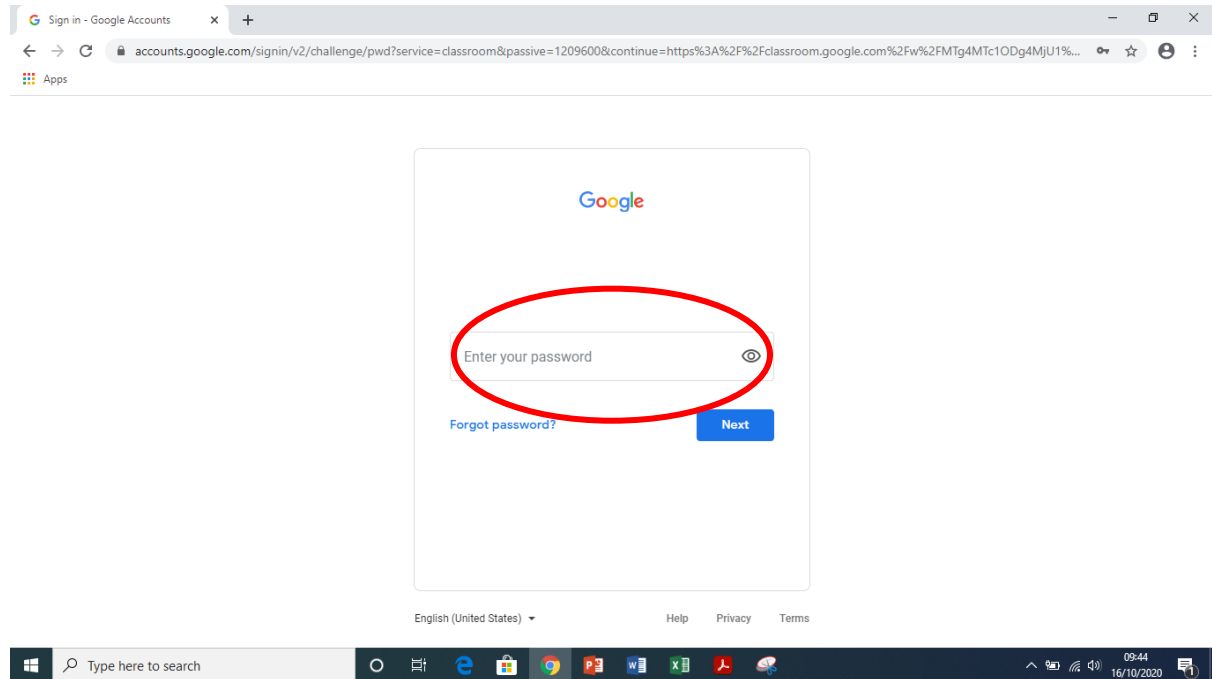 Sign in - Google Accounts
accounts.google.com/signin/v2/challenge/pwd?service=classroom&passive=1209600&continue=https%3A%2F%2Fclassroom.google.com%2Fw%2FMTg4MTc1ODg4MjU1%...
Apps
Google
Enter your password
Forgot password?
Next
English (United States)
Help Privacy Terms
Type here to search
09:44
16/10/2020
1